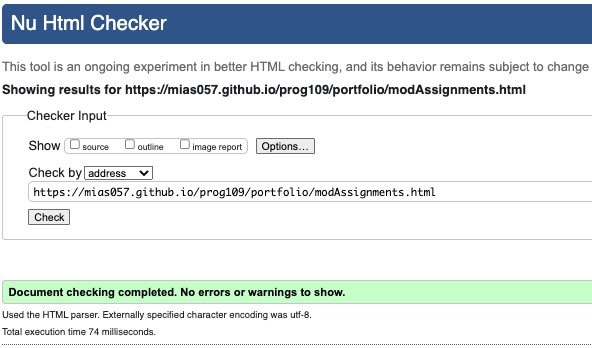 Nu Html Checker
This tool is an ongoing experiment in better HTML checking, and its behavior remains subject to change
Showing results for https://mias057.github.io/prog109/portfolio/modAssignments.html
Checker Input
Show source outline image report Options...
Check by address
https://mias057.github.io/prog109/portfolio/modAssignments.html
Check
Document checking completed. No errors or warnings to show.
Used the HTML parser. Externally specified character encoding was utf-8.
Total execution time 74 milliseconds.